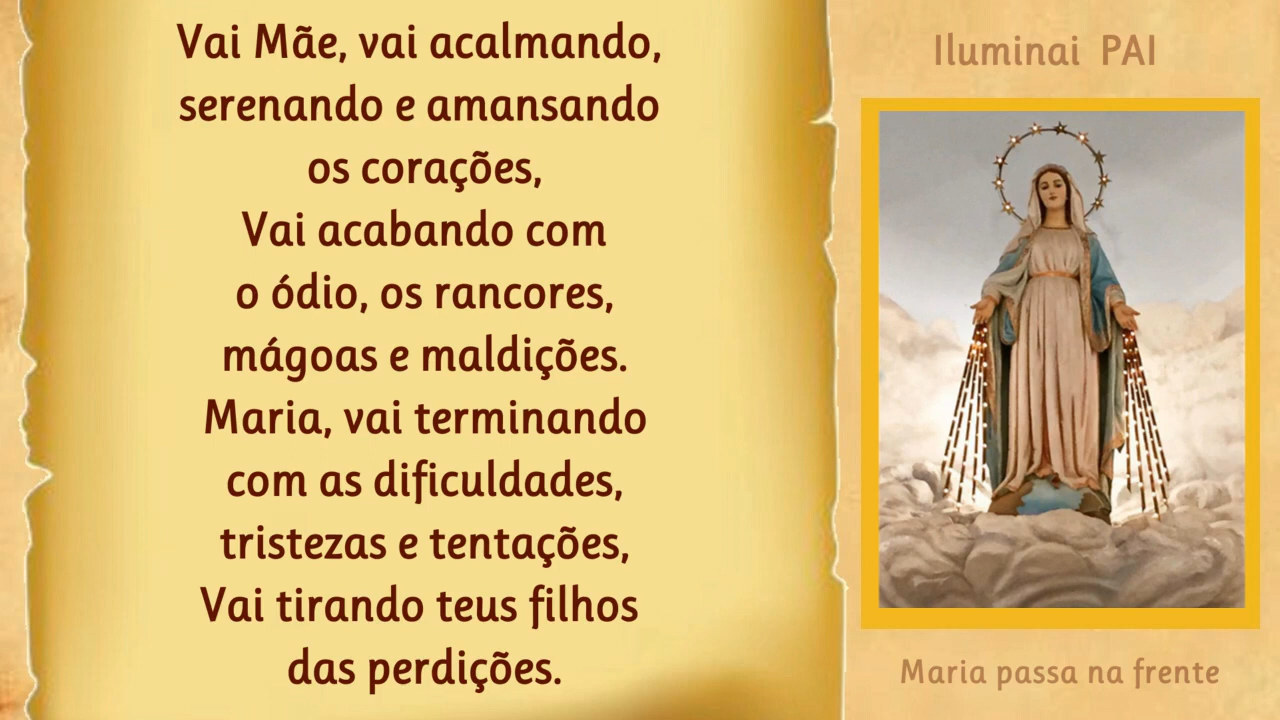 Vai Mãe, vai acalmando,
serenando e amansando
os corações,
Vai acabando com
o ódio, os rancores,
mágoas e maldições.
Maria, vai terminando
com as dificuldades,
tristezas e tentações,
Vai tirando teus filhos
das perdições.
Iluminai PAI
Maria passa na frente